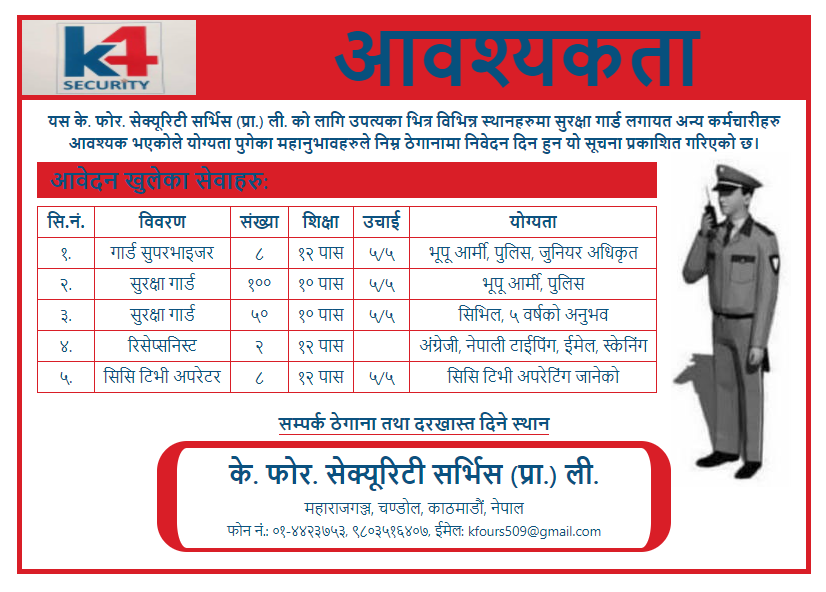 K4
SECURITY
आवश्यकता
यस के. फोर. सेक्यूरिटी सर्भिस (प्रा.) ली. को लागि उपत्यका भित्र विभिन्न स्थानहरुमा सुरक्षा गार्ड लगायत अन्य कर्मचारीहरु
आवश्यक भएकोले योग्यता पुगेका महानुभावहरुले निम्न ठेगानामा निवेदन दिन हुन यो सूचना प्रकाशित गरिएको छ।
आवेदन खुलेका सेवाहरु:
सि.नं. विवरण संख्या शिक्षा उचाई योग्यता
१. गार्ड सुपरभाइजर ८ १२ पास ५/५ भूपू आर्मी, पुलिस, जुनियर अधिकृत
२. सुरक्षा गार्ड १०० १० पास ५/५ भूपू आर्मी, पुलिस
३. सुरक्षा गार्ड ५० १० पास ५/५ सिभिल, ५ वर्षको अनुभव
४. रिसेप्सनिस्ट २ १२ पास अंग्रेजी, नेपाली टाईपिंग, ईमेल, स्केनिंग
५. सिसि टिभी अपरेटर ८ १२ पास ५/५ सिसि टिभी अपरेटिंग जानेको
सम्पर्क ठेगाना तथा दरखास्त दिने स्थान
के. फोर. सेक्यूरिटी सर्भिस (प्रा.) ली.
महाराजगञ्ज, चण्डोल, काठमाडौं, नेपाल
फोन नं.: ०१-४४२३७५३, ९८०३५१६४०७, ईमेल: kfours509@gmail.com